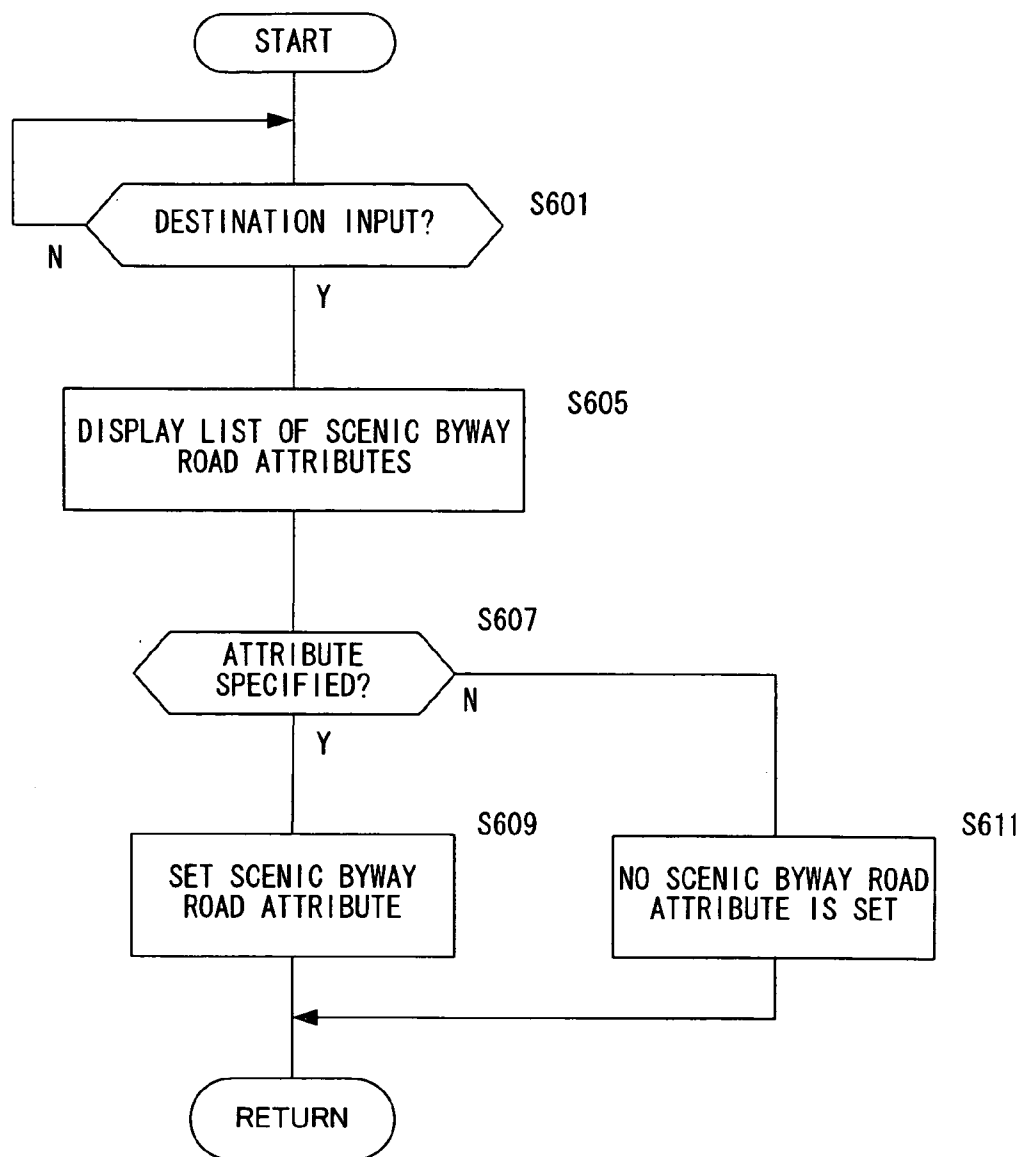 START
DESTINATION INPUT?
S601
N
Y
S605
DISPLAY LIST OF SCENIC BYWAY
ROAD ATTRIBUTES
S607
ATTRIBUTE
SPECIFIED?
N
Y
S609
SET SCENIC BYWAY
ROAD ATTRIBUTE
S611
NO SCENIC BYWAY ROAD
ATTRIBUTE IS SET
RETURN